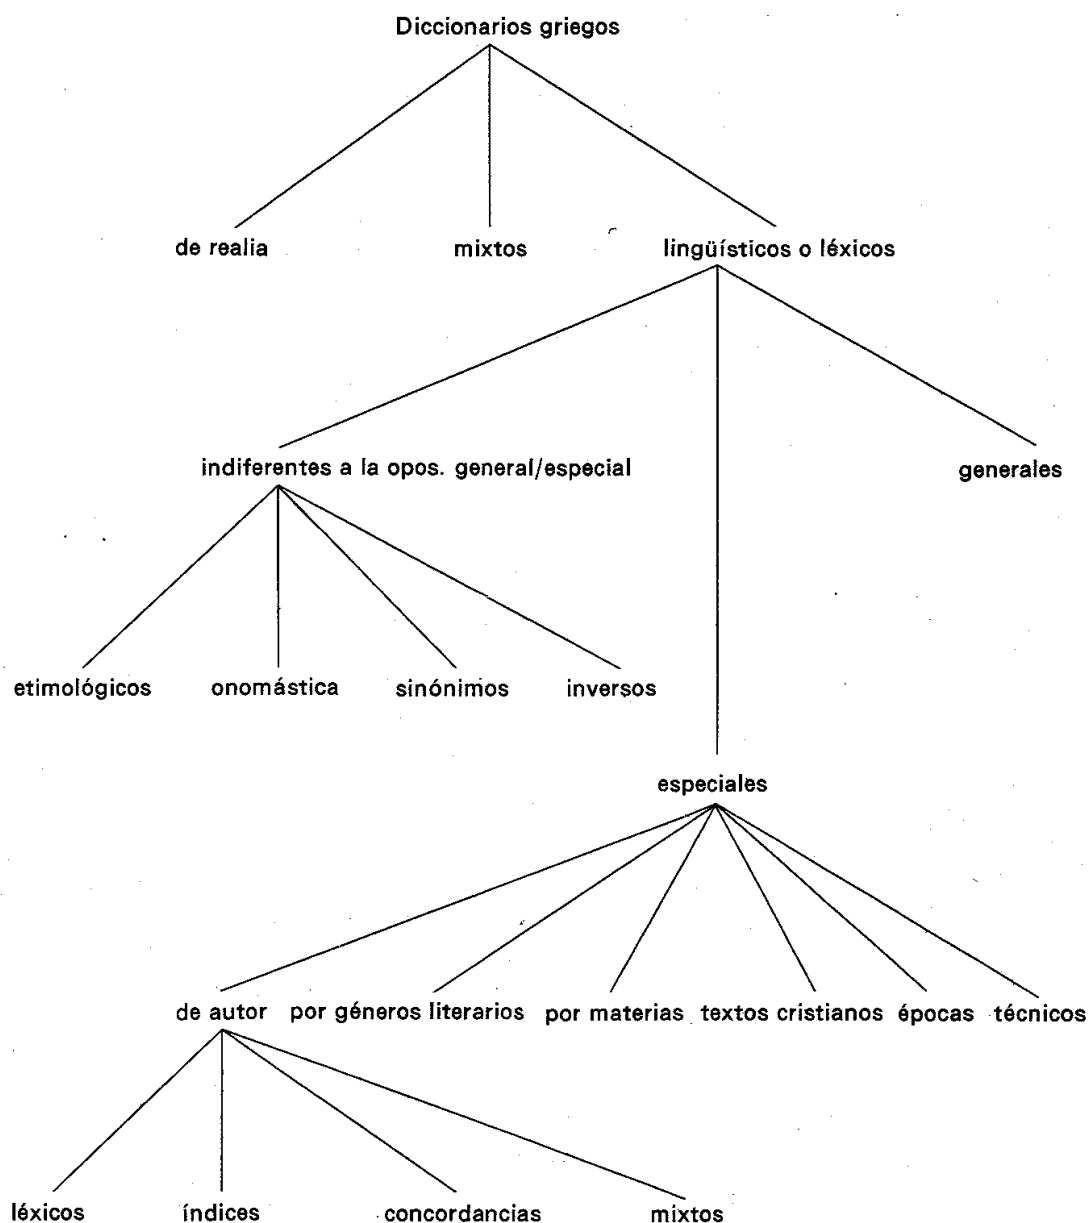 Diccionarios griegos
de realia mixtos lingüísticos o léxicos
indiferentes a la opos. general/especial generales
etimológicos onomástica sinónimos inversos
especiales
de autor por géneros literarios por materias textos cristianos épocas técnicos
léxicos índices concordancias mixtos